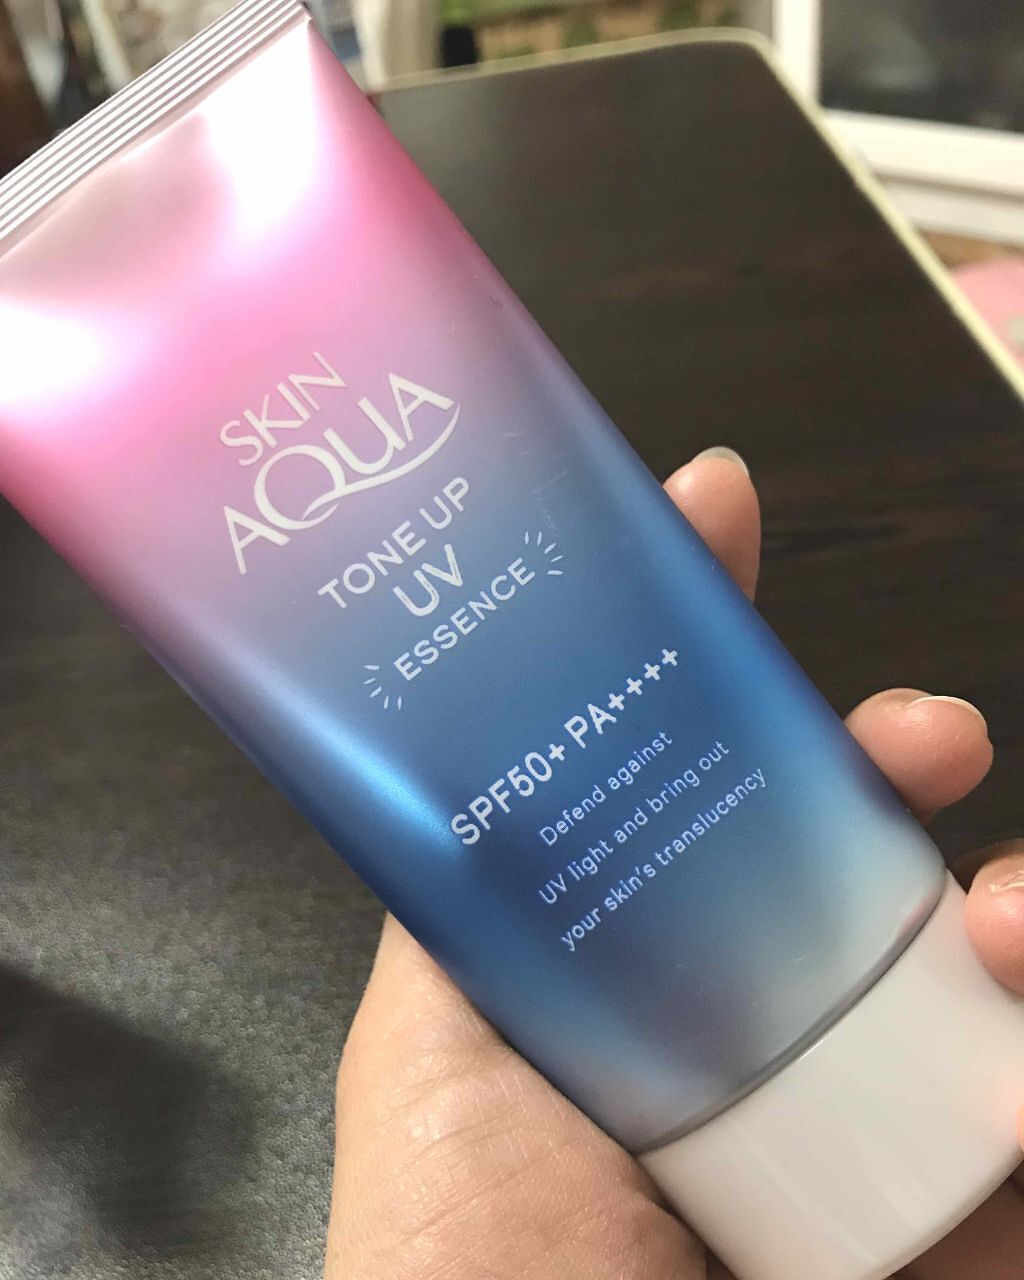 SKIN
AQUA
TONE UP
UV
ESSENCE
SPF50+ PA++++
Defend against
UV light and bring out
your skin's translucency